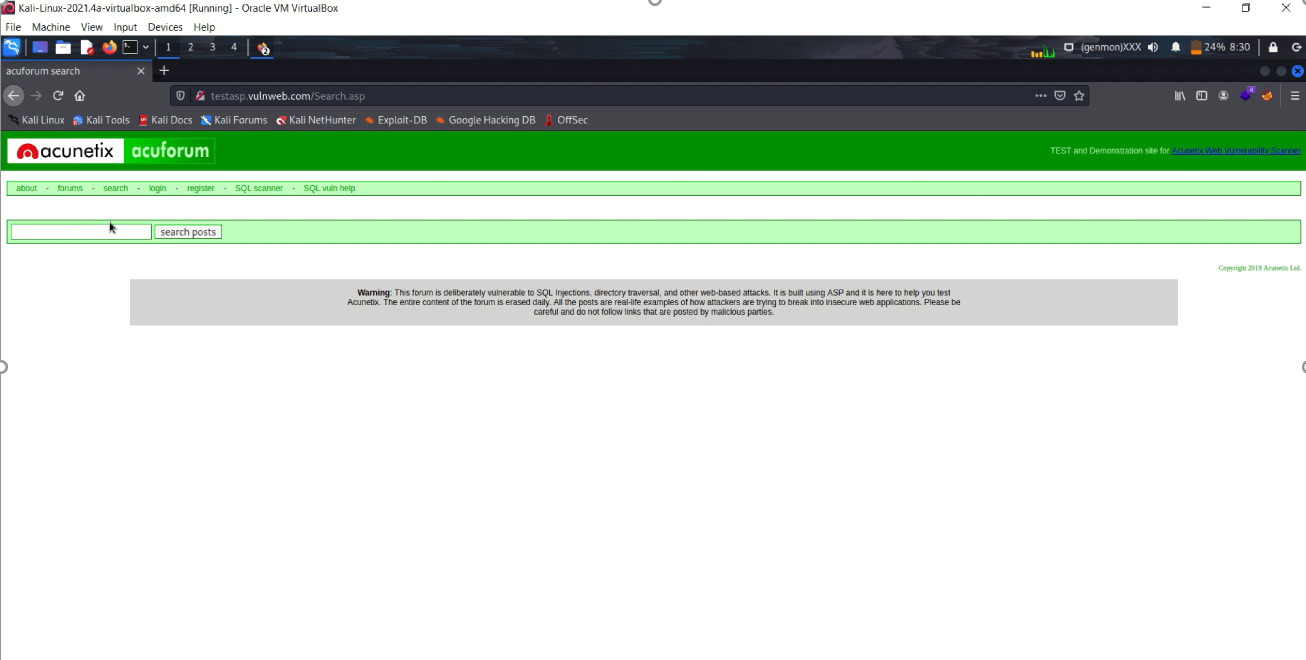 Kali-Linux-2021.4a-virtualbox-amd64 [Running] - Oracle VM VirtualBox
File Machine View Input Devices Help
1 2 3 4 2 (genmon)XXX 24% 8:30
acuforum search
testasp.vulnweb.com/Search.asp 4
Kali Linux Kali Tools Kali Docs Kali Forums Kali NetHunter Exploit-DB Google Hacking DB OffSec
acunetix acuforum TEST and Demonstration site for Acunetix Web Vulnerability Scanner
about - forums - search - login - register - SQL scanner - SQL vuln help
search posts
Copyright 2019 Acunetix Ltd.
Warning: This forum is deliberately vulnerable to SQL Injections, directory traversal, and other web-based attacks. It is built using ASP and it is here to help you test
Acunetix. The entire content of the forum is erased daily. All the posts are real-life examples of how attackers are trying to break into insecure web applications. Please be
careful and do not follow links that are posted by malicious parties.